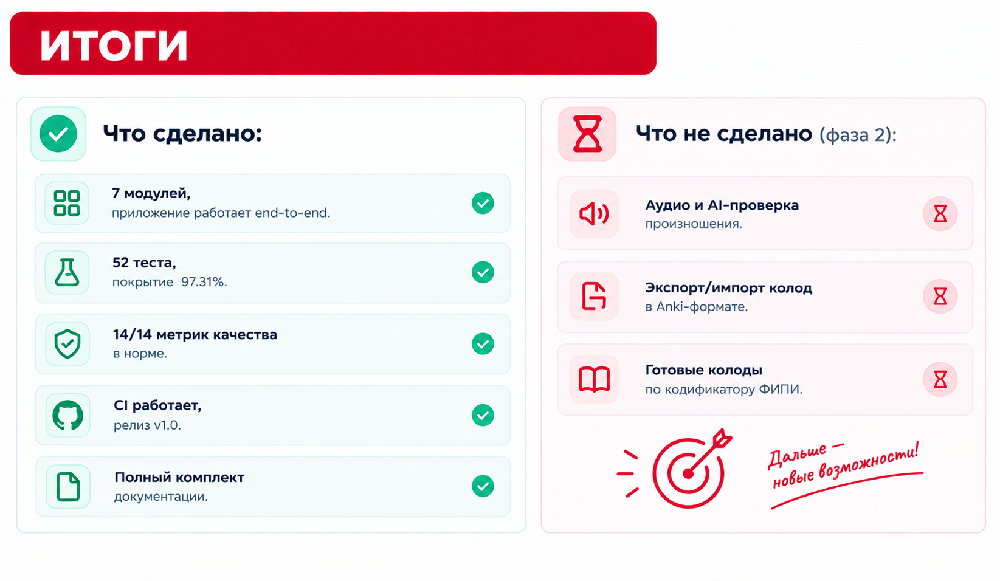 ИТОГИ
Что сделано:
7 модулей,
приложение работает end-to-end.
52 теста,
покрытие 97.31%.
14/14 метрик качества
в норме.
CI работает,
релиз v1.0.
Полный комплект
документации.
Что не сделано (фаза 2):
Аудио и AI-проверка
произношения.
Экспорт/импорт колод
в Anki-формате.
Готовые колоды
по кодификатору ФИПИ.
Дальше —
новые возможности!